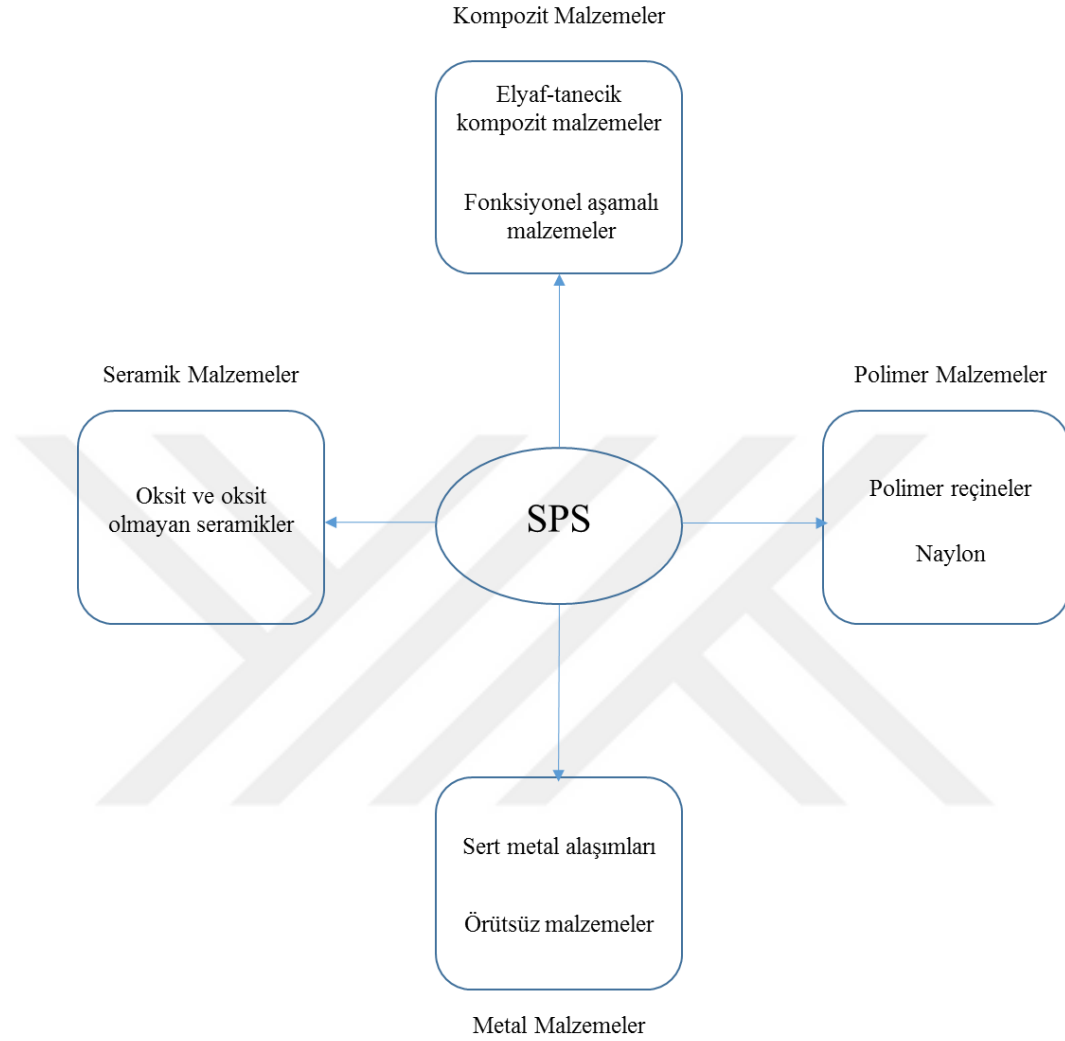 Kompozit Malzemeler
Elyaf-tanecik
kompozit malzemeler
Fonksiyonel aşamalı
malzemeler
Seramik Malzemeler
Oksit ve oksit
olmayan seramikler
SPS
Polimer Malzemeler
Polimer reçineler
Naylon
Sert metal alaşımları
Örütsüz malzemeler
Metal Malzemeler